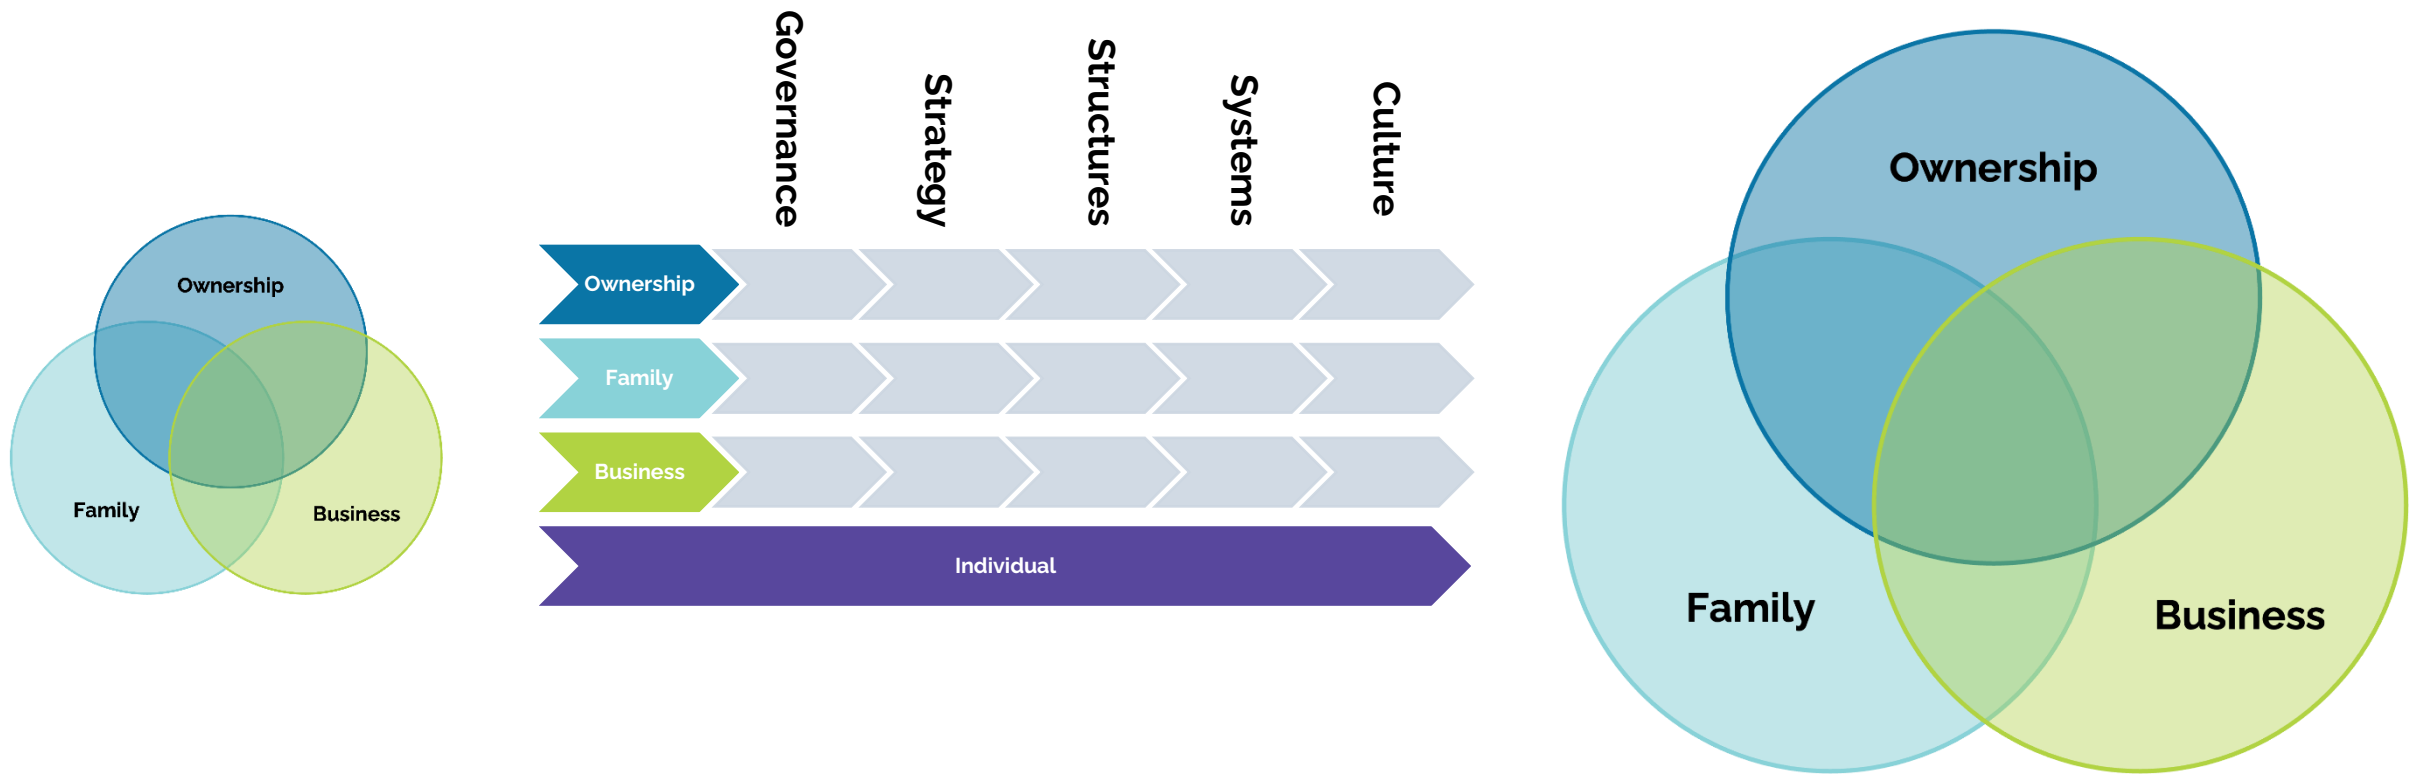 Ownership
Family
Business
Governance
Strategy
Structures
Systems
Culture
Ownership
Family
Business
Individual
Ownership
Family
Business